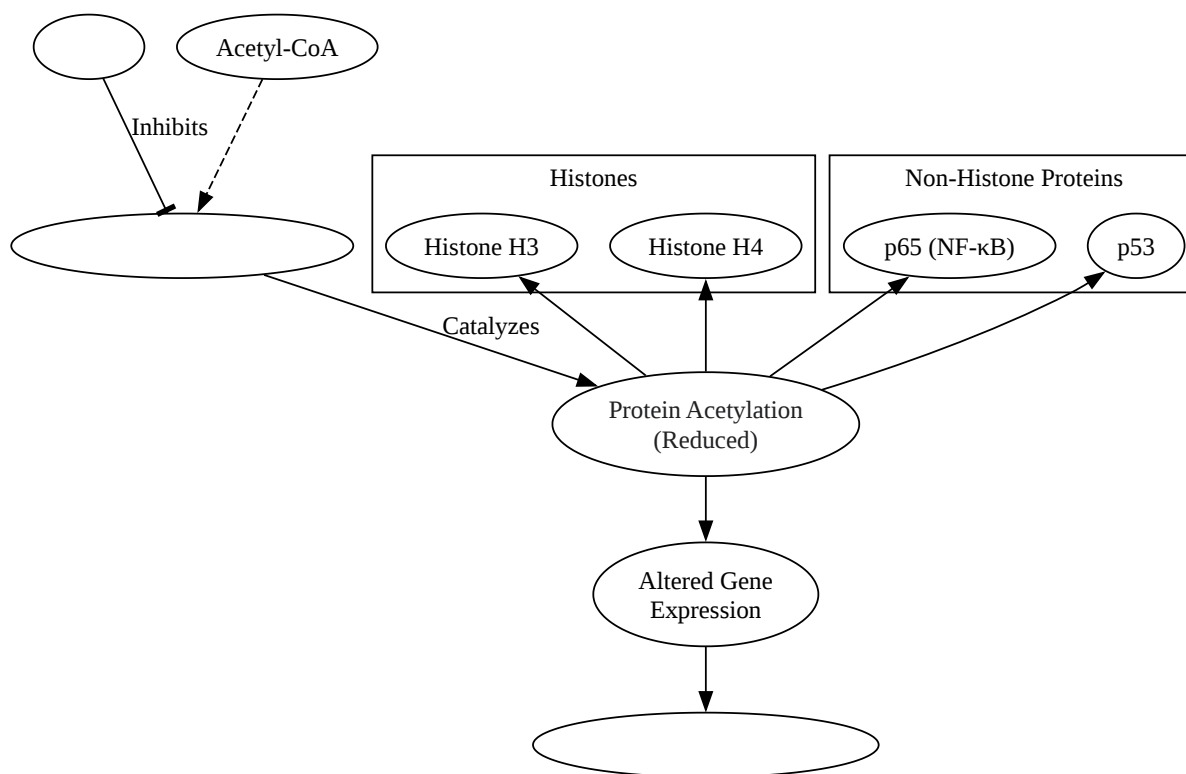 Acetyl-CoA
Inhibits
Histones
Non-Histone Proteins
Histone H3
Histone H4
p65 (NF-κB)
p53
Catalyzes
Protein Acetylation
(Reduced)
Altered Gene
Expression